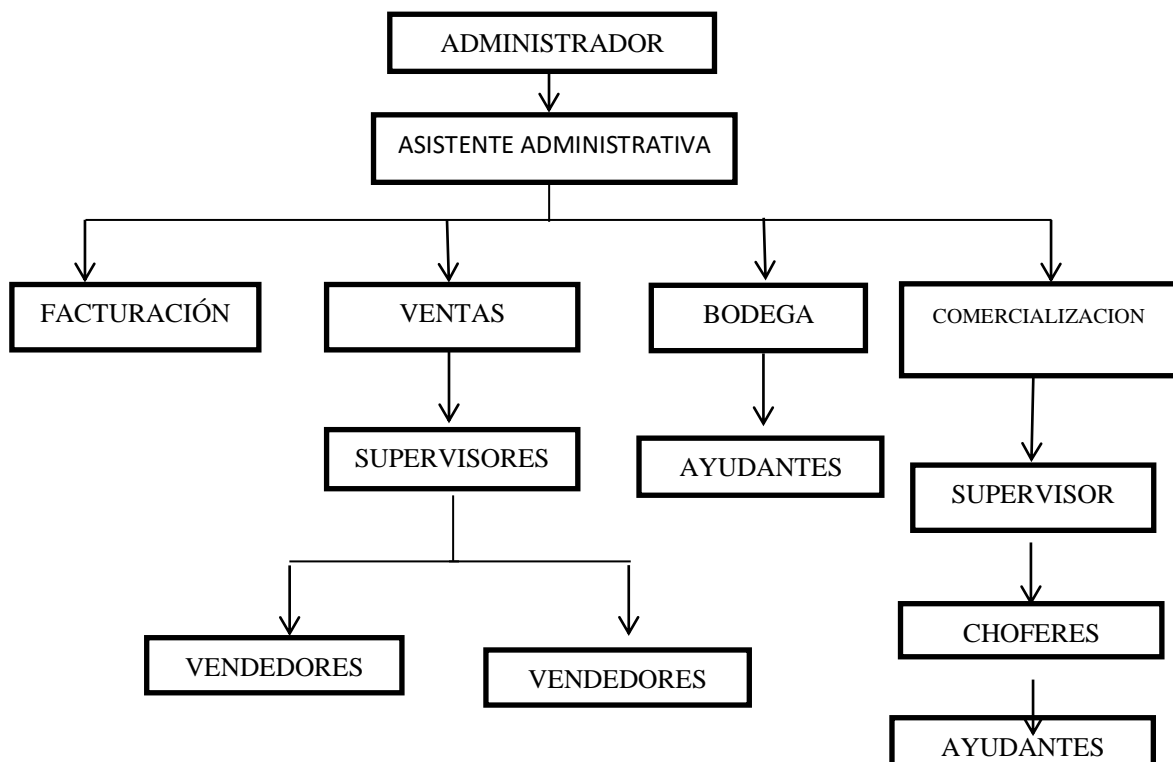 ADMINISTRADOR
ASISTENTE ADMINISTRATIVA
FACTURACIÓN
VENTAS
BODEGA
COMERCIALIZACION
SUPERVISORES
AYUDANTES
SUPERVISOR
VENDEDORES
VENDEDORES
CHOFERES
AYUDANTES